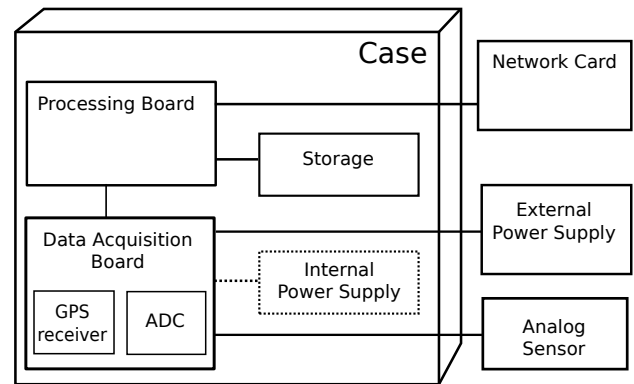 Case
Processing Board
Network Card
Storage
Data Acquisition
Board
GPS
receiver
ADC
Internal
Power Supply
External
Power Supply
Analog
Sensor